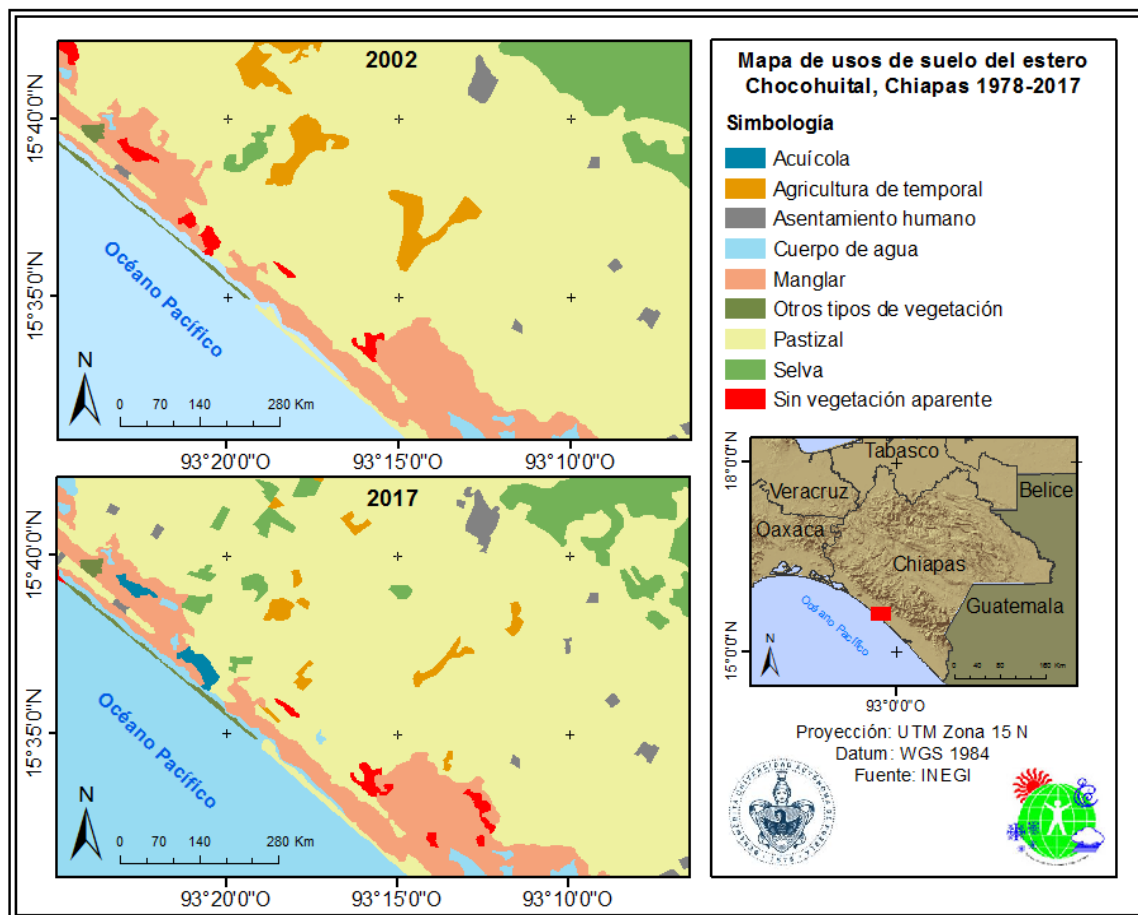 2002
15°40'0"N
15°35'0"N
Océano Pacífico
N
0 70 140 280 Km
93°20'0"O 93°15'0"O 93°10'0"O
2017
15°40'0"N
15°35'0"N
Océano Pacífico
N
0 70 140 280 Km
93°20'0"O 93°15'0"O 93°10'0"O
Mapa de usos de suelo del estero
Chocohuital, Chiapas 1978-2017
Simbología
Acuícola
Agricultura de temporal
Asentamiento humano
Cuerpo de agua
Manglar
Otros tipos de vegetación
Pastizal
Selva
Sin vegetación aparente
18°0'0"N
15°0'0"N
Tabasco
Veracruz
Belice
Oaxaca
Chiapas
Guatemala
Océano Pacífico
N
0 40 80 160 Km
93°0'0"O
Proyección: UTM Zona 15 N
Datum: WGS 1984
Fuente: INEGI